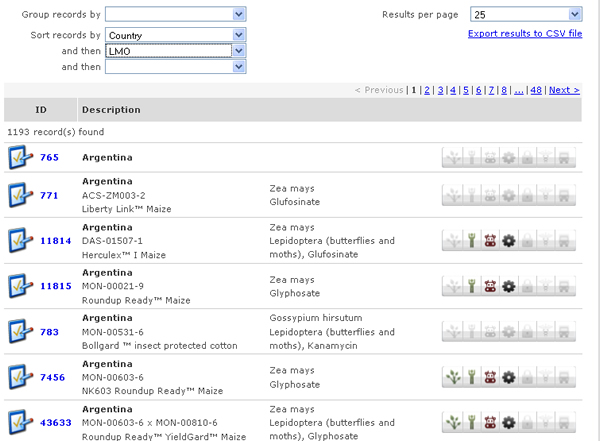 Group records by
Results per page 25
Sort records by Country
Export results to CSV file
and then LMO
and then
< Previous | 1 | 2 | 3 | 4 | 5 | 6 | 7 | 8 | ... | 48 | Next >
ID Description
1193 record(s) found
765 Argentina
771 Argentina
ACS-ZM003-2
Liberty Link™ Maize
Zea mays
Glufosinate
11814 Argentina
DAS-01507-1
Herculex™ I Maize
Zea mays
Lepidoptera (butterflies and
moths), Glufosinate
11815 Argentina
MON-00021-9
Roundup Ready™ Maize
Zea mays
Glyphosate
783 Argentina
MON-00531-6
Bollgard ™ insect protected cotton
Gossypium hirsutum
Lepidoptera (butterflies and
moths), Kanamycin
7456 Argentina
MON-00603-6
NK603 Roundup Ready™ Maize
Zea mays
Glyphosate
43633 Argentina
MON-00603-6 x MON-00810-6
Roundup Ready™ YieldGard™ Maize
Zea mays
Lepidoptera (butterflies and
moths), Glyphosate